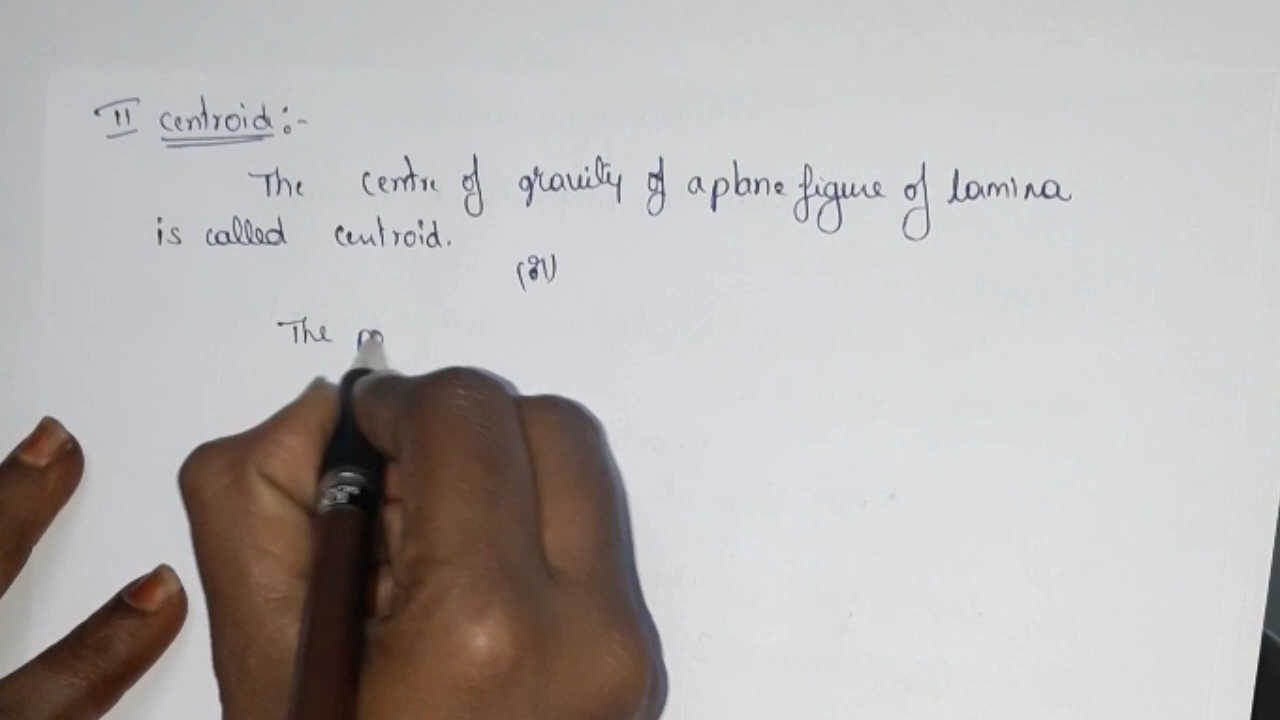 II centroid:-
The centre of gravity of a plane figure of lamina
is called centroid.
(or)
The